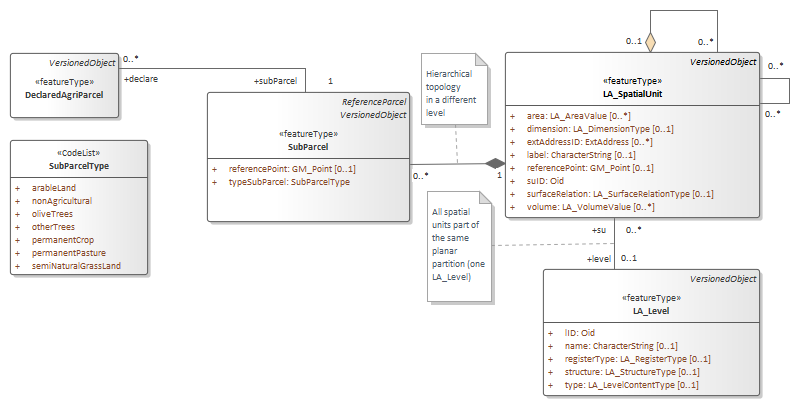 VersionedObject
«featureType»
DeclaredAgriParcel
0..*
+declare
+subParcel
1
«CodeList»
SubParcelType
+ arableLand
+ nonAgricultural
+ oliveTrees
+ otherTrees
+ permanentCrop
+ permanentPasture
+ semiNaturalGrassLand
ReferenceParcel
VersionedObject
«featureType»
SubParcel
+ referencePoint: GM_Point [0..1]
+ typeSubParcel: SubParcelType
0..*
1
Hierarchical
topology
in a different
level
All spatial
units part of
the same
planar
partition (one
LA_Level)
0..1
0..*
VersionedObject
«featureType»
LA_SpatialUnit
+ area: LA_AreaValue [0..*]
+ dimension: LA_DimensionType [0..1]
+ extAddressID: ExtAddress [0..*]
+ label: CharacterString [0..1]
+ referencePoint: GM_Point [0..1]
+ suID: Oid
+ surfaceRelation: LA_SurfaceRelationType [0..1]
+ volume: LA_VolumeValue [0..*]
0..*
0..*
+su
0..*
+level
0..1
VersionedObject
«featureType»
LA_Level
+ lID: Oid
+ name: CharacterString [0..1]
+ registerType: LA_RegisterType [0..1]
+ structure: LA_StructureType [0..1]
+ type: LA_LevelContentType [0..1]